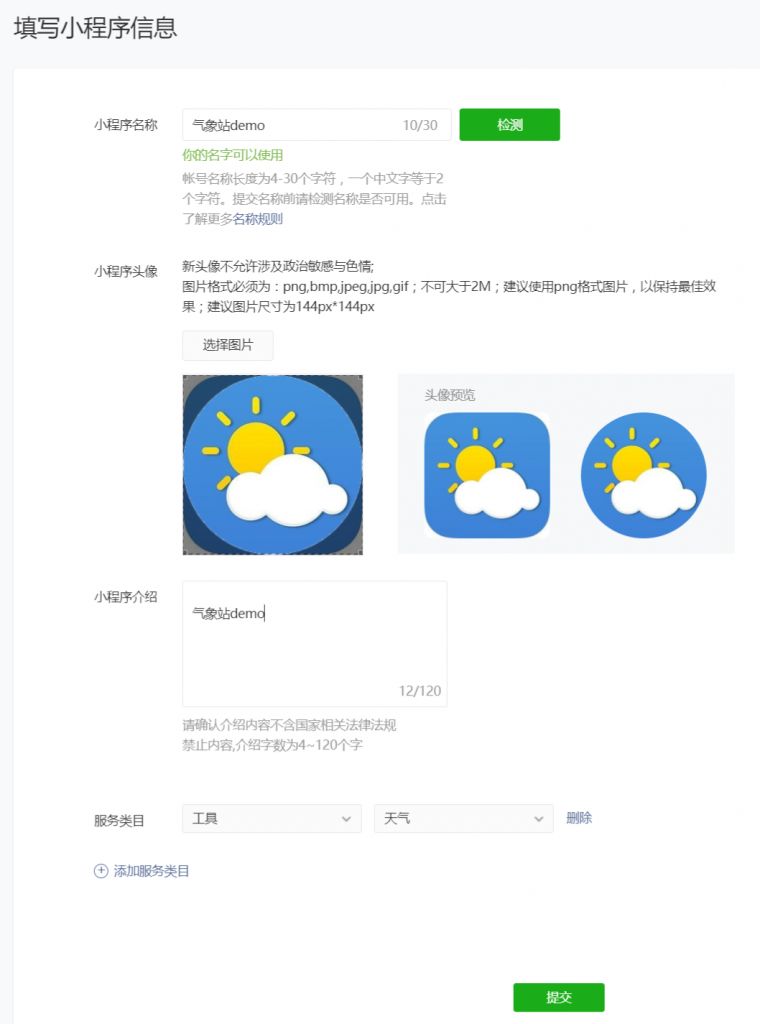 填写小程序信息
小程序名称
气象站demo
10/30
检测
你的名字可以使用
帐号名称长度为4-30个字符，一个中文字等于2
个字符。提交名称前请检测名称是否可用。点击
了解更多名称规则
小程序头像
新头像不允许涉及政治敏感与色情;
图片格式必须为：png,bmp,jpeg,jpg,gif；不可大于2M；建议使用png格式图片，以保持最佳效
果；建议图片尺寸为144px*144px
选择图片
头像预览
小程序介绍
气象站demo
12/120
请确认介绍内容不含国家相关法律法规
禁止内容,介绍字数为4~120个字
服务类目
工具
天气
删除
添加服务类目
提交